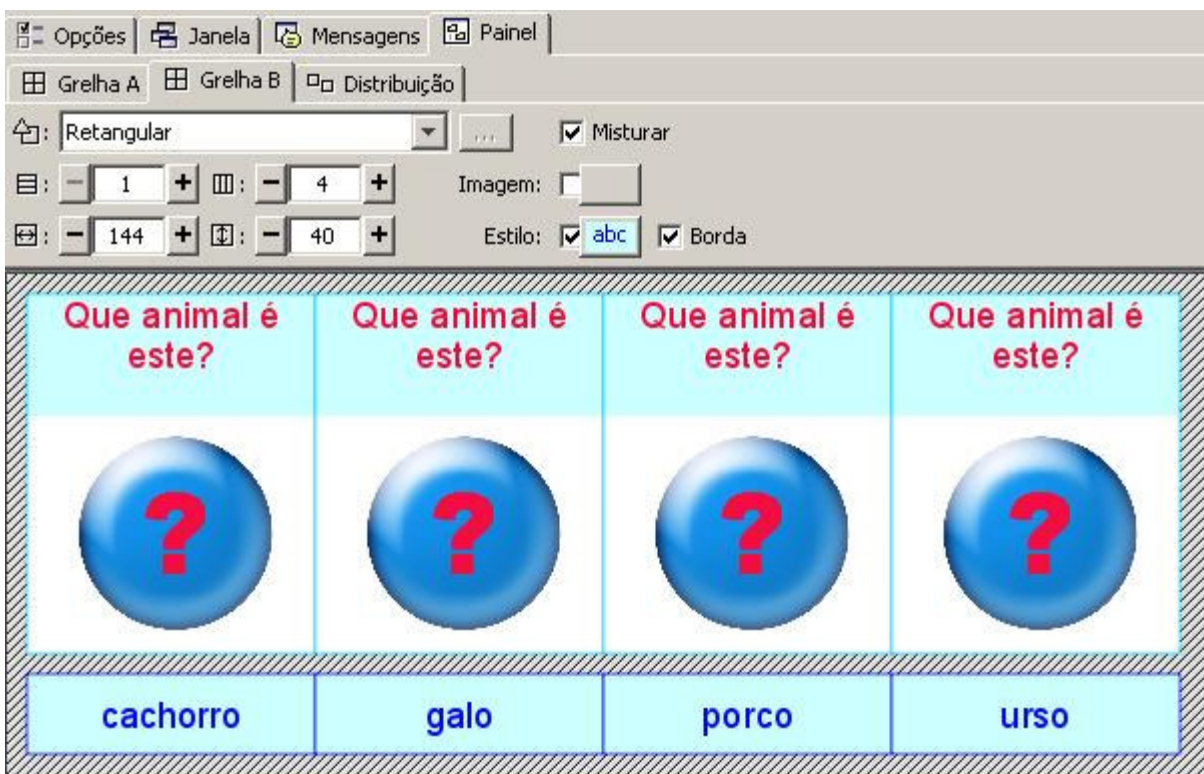 Opções Janela Mensagens Painel
Grelha A Grelha B Distribuição
: Retangular ... Misturar
: - 1 + : - 4 + Imagem:
: - 144 + : - 40 + Estilo: abc Borda
Que animal é Que animal é Que animal é Que animal é
este? este? este? este?
? ? ? ?
cachorro galo porco urso